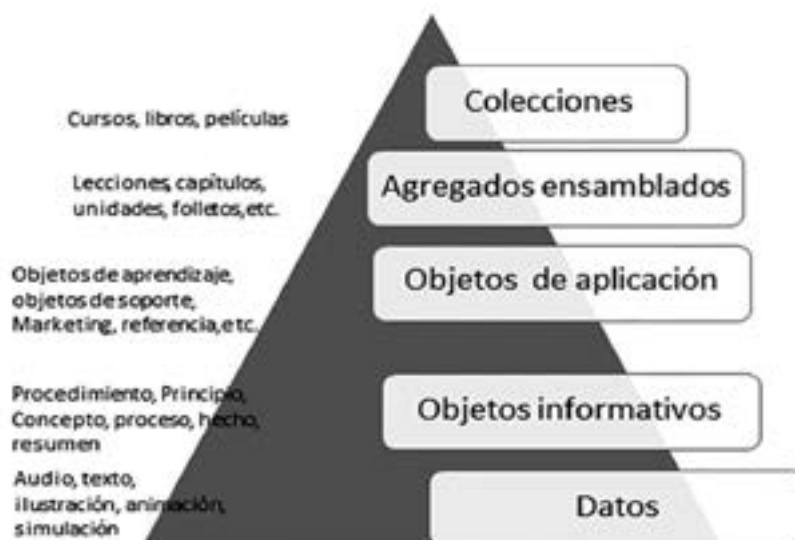 Colecciones
Cursos, libros, películas
Agregados ensamblados
Lecciones, capítulos,
unidades, folletos,etc.
Objetos de aplicación
Objetos de aprendizaje,
objetos de soporte,
Marketing, referencia,etc.
Objetos informativos
Procedimiento, Principio,
Concepto, proceso, hecho,
resumen
Datos
Audio, texto,
ilustración, animación,
simulación